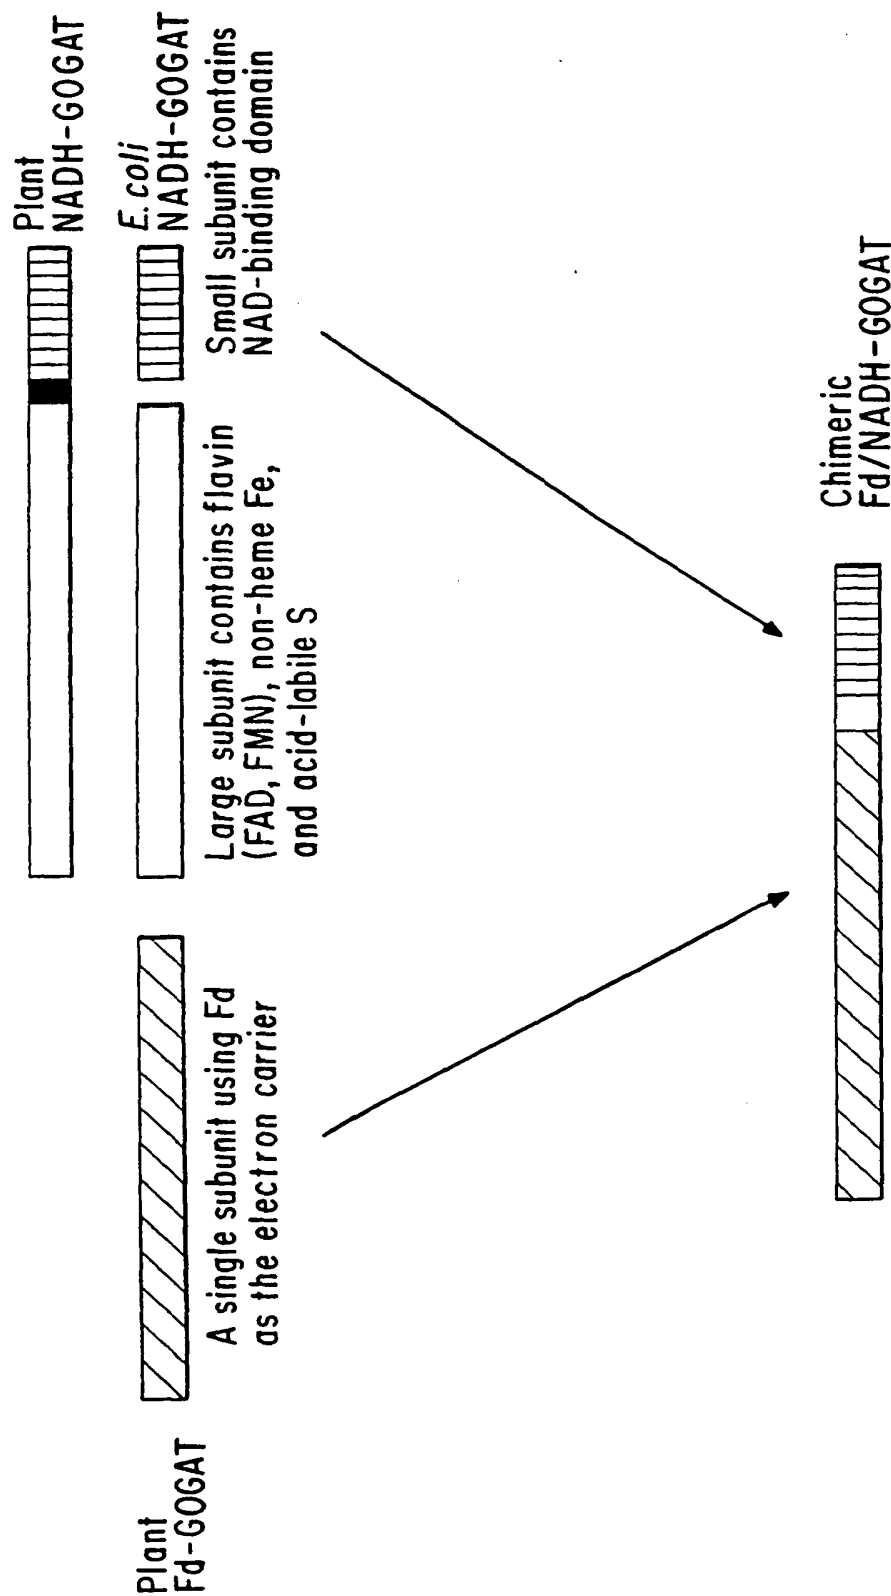 Plant
NADH-GOGAT
E. coli
NADH-GOGAT
Large subunit contains flavin
(FAD, FMN), non-heme Fe,
and acid-labile S
Small subunit contains
NAD-binding domain
Plant
Fd-GOGAT
A single subunit using Fd
as the electron carrier
Chimeric
Fd/NADH-GOGAT